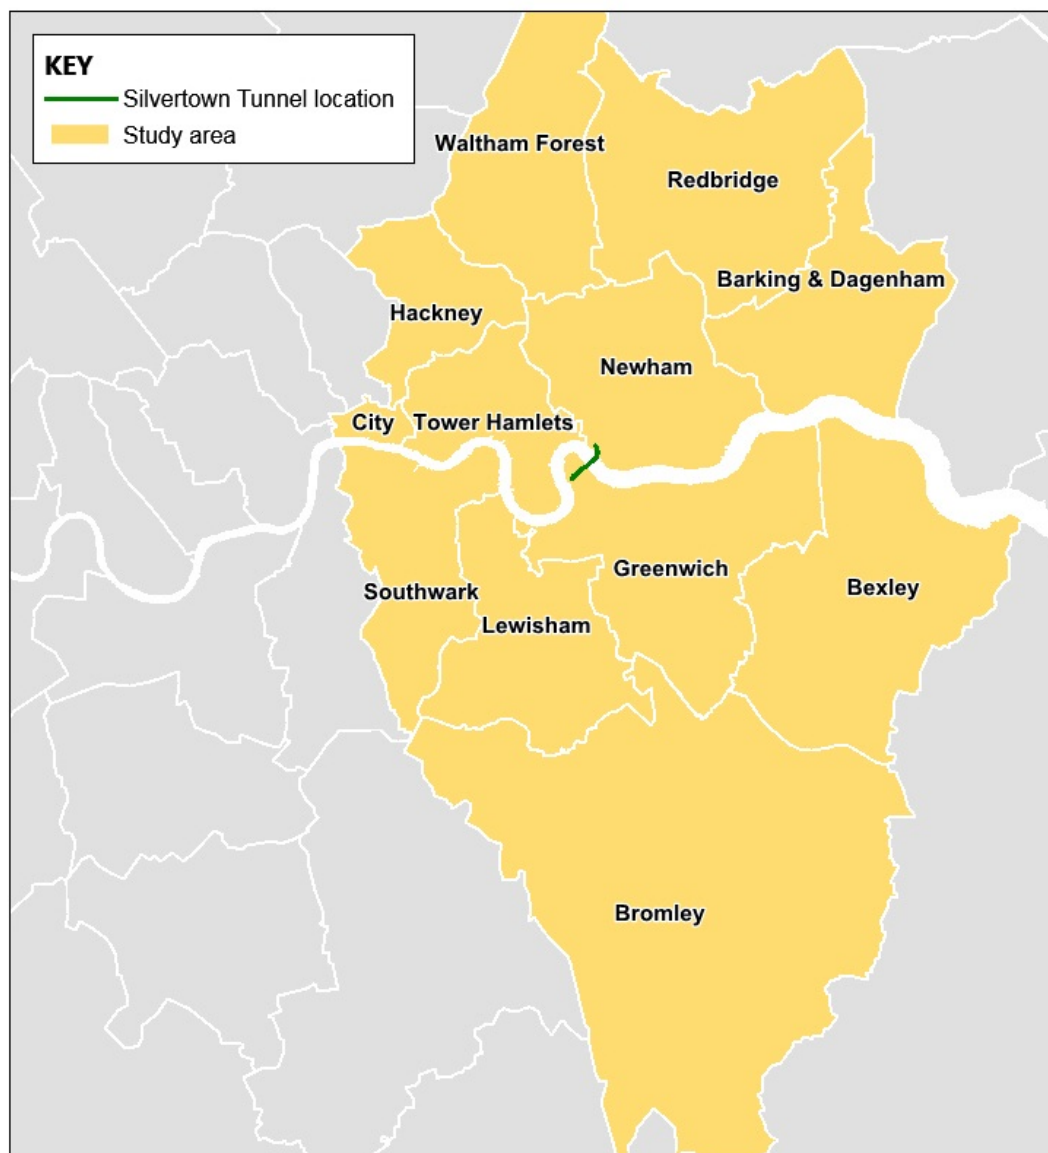 KEY
Silvertown Tunnel location
Study area
Waltham Forest
Redbridge
Barking & Dagenham
Hackney
Newham
City
Tower Hamlets
Greenwich
Bexley
Southwark
Lewisham
Bromley